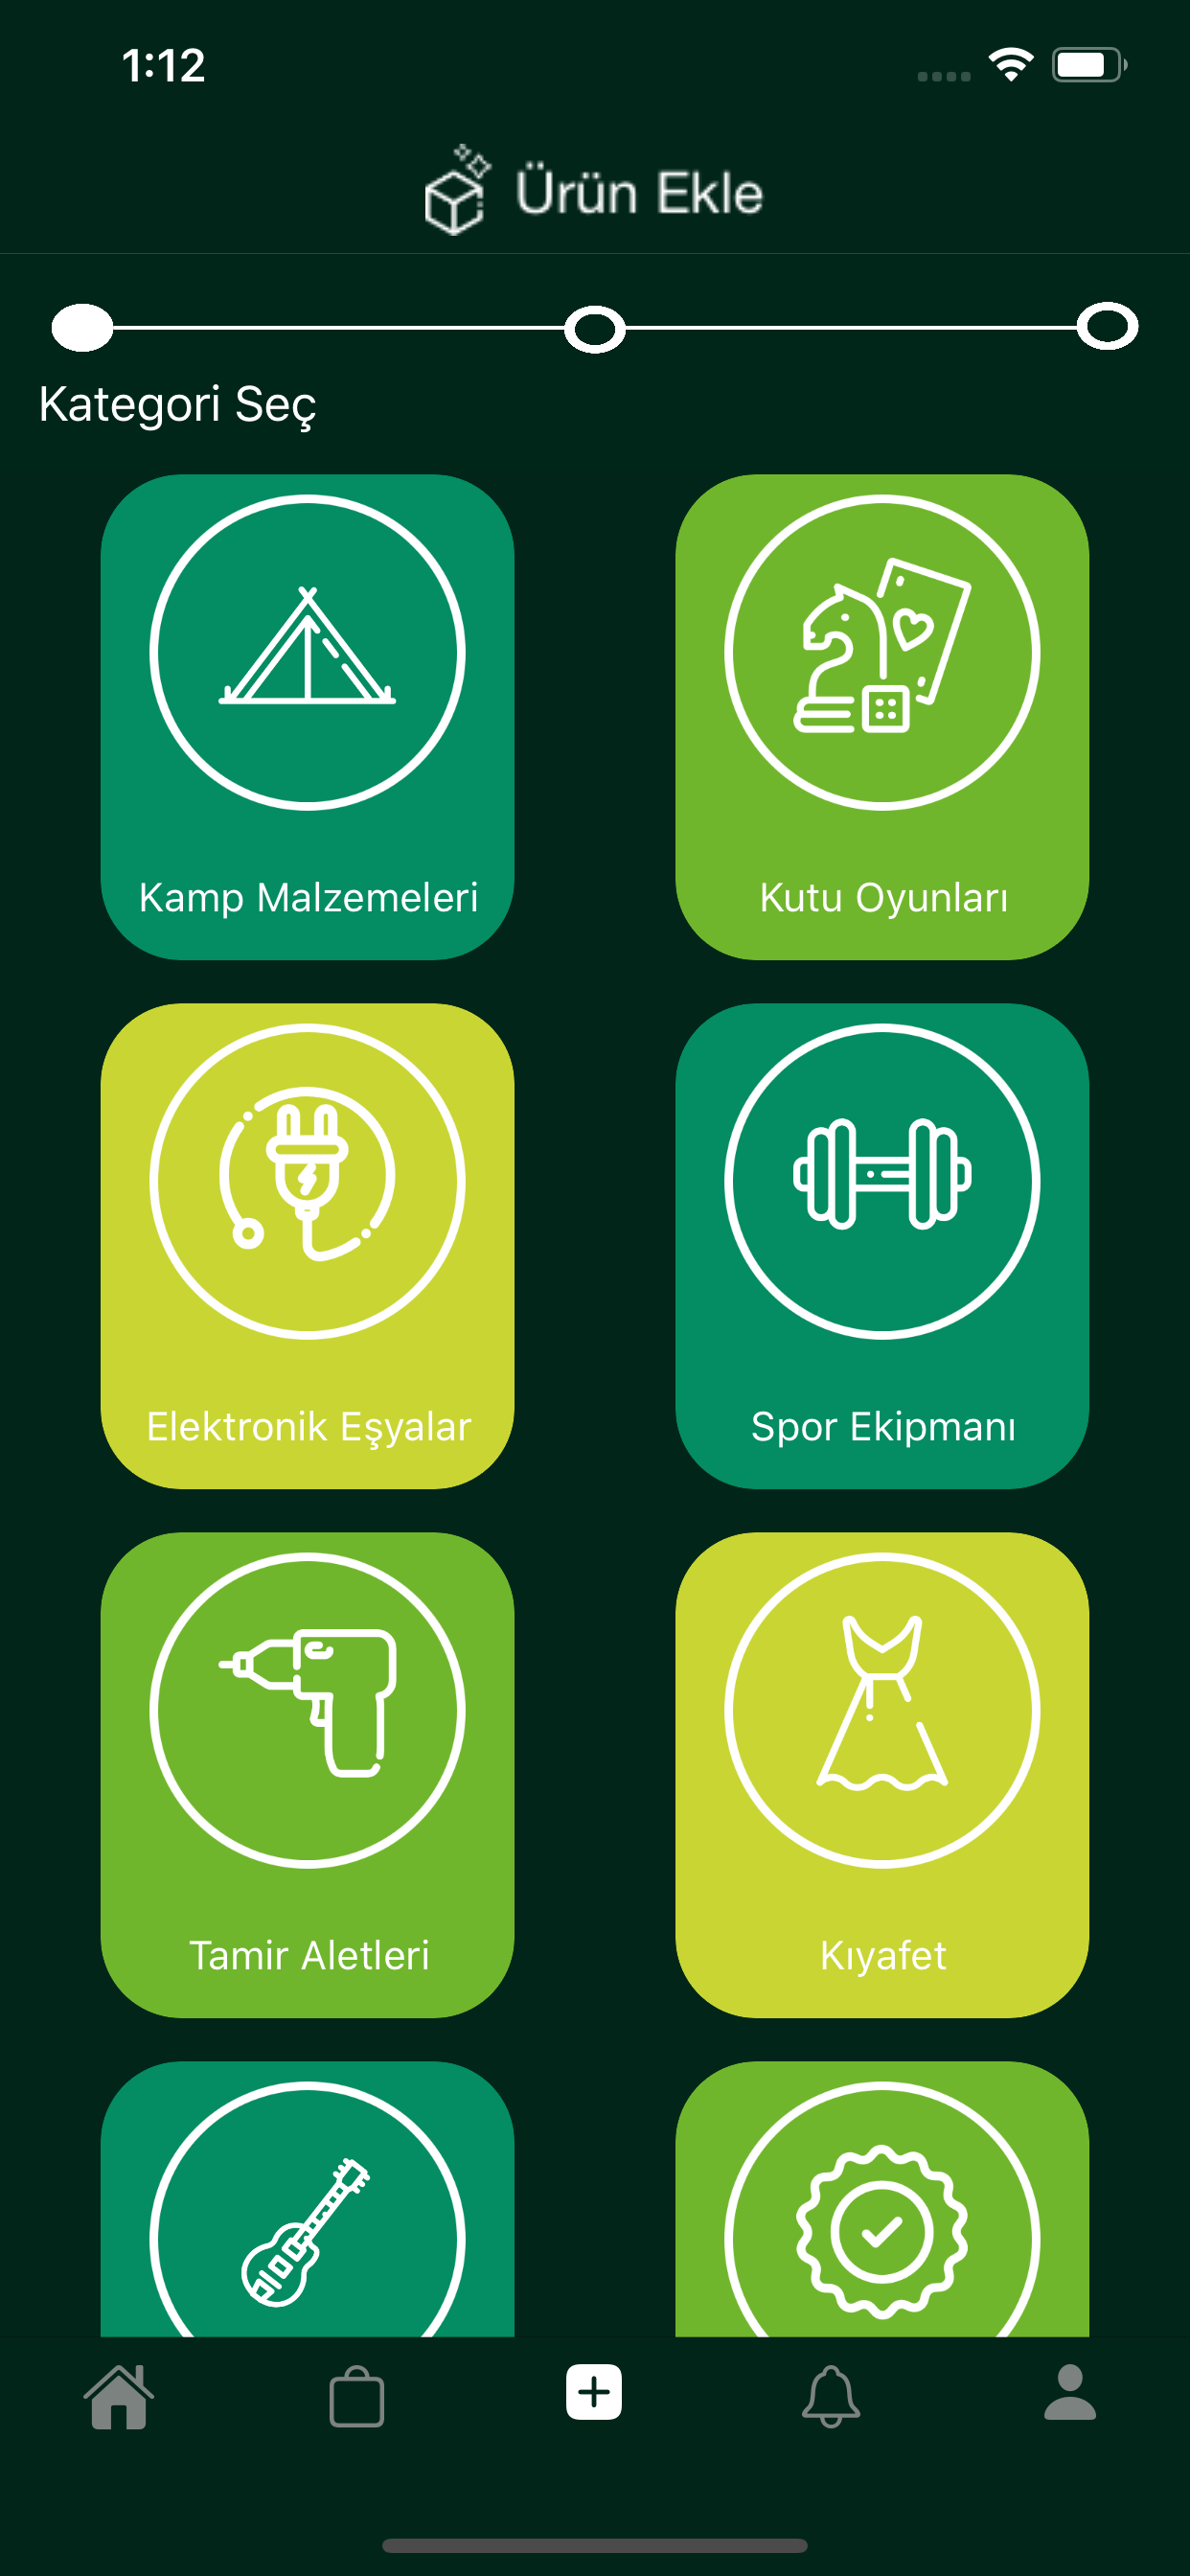 1:12
Ürün Ekle
Kategori Seç
Kamp Malzemeleri
Kutu Oyunları
Elektronik Eşyalar
Spor Ekipmanı
Tamir Aletleri
Kıyafet